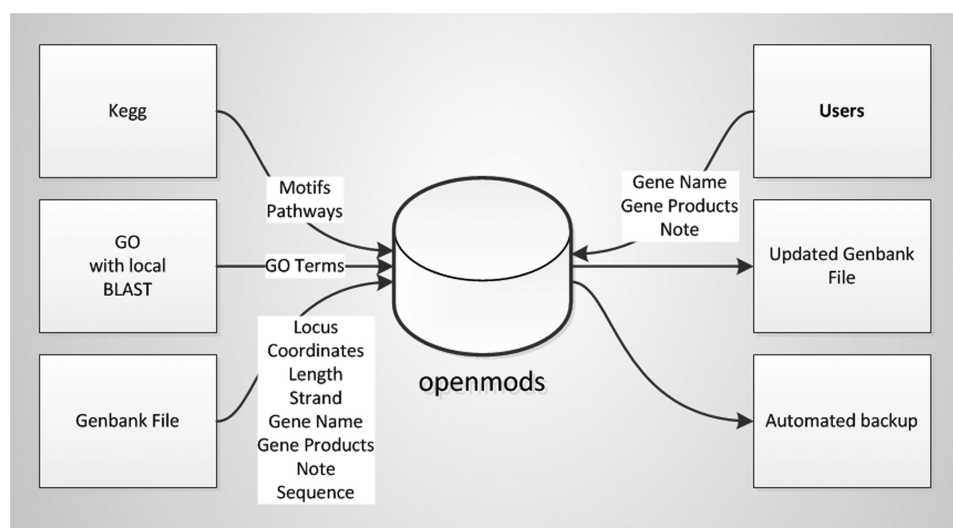 Kegg
Motifs
Pathways
GO
with local
BLAST
GO Terms
Genbank File
Locus
Coordinates
Length
Strand
Gene Name
Gene Products
Note
Sequence
openmods
Users
Gene Name
Gene Products
Note
Updated Genbank
File
Automated backup